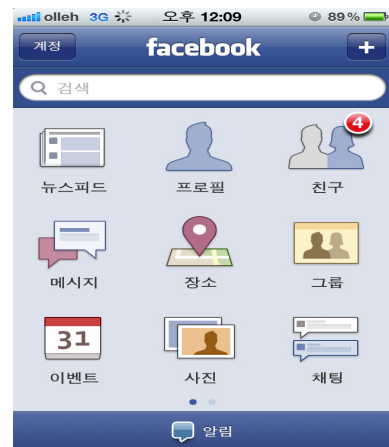 olleh 3G 오후 12:09 89%
계정 facebook +
검색
4
뉴스피드 프로필 친구
메시지 장소 그룹
31
이벤트 사진 채팅
알림